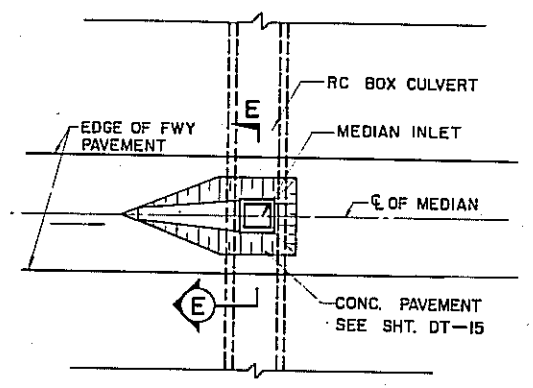 RC BOX CULVERT
E
EDGE OF FWY
PAVEMENT
MEDIAN INLET
℄ OF MEDIAN
E
CONC. PAVEMENT
SEE SHT. DT-15